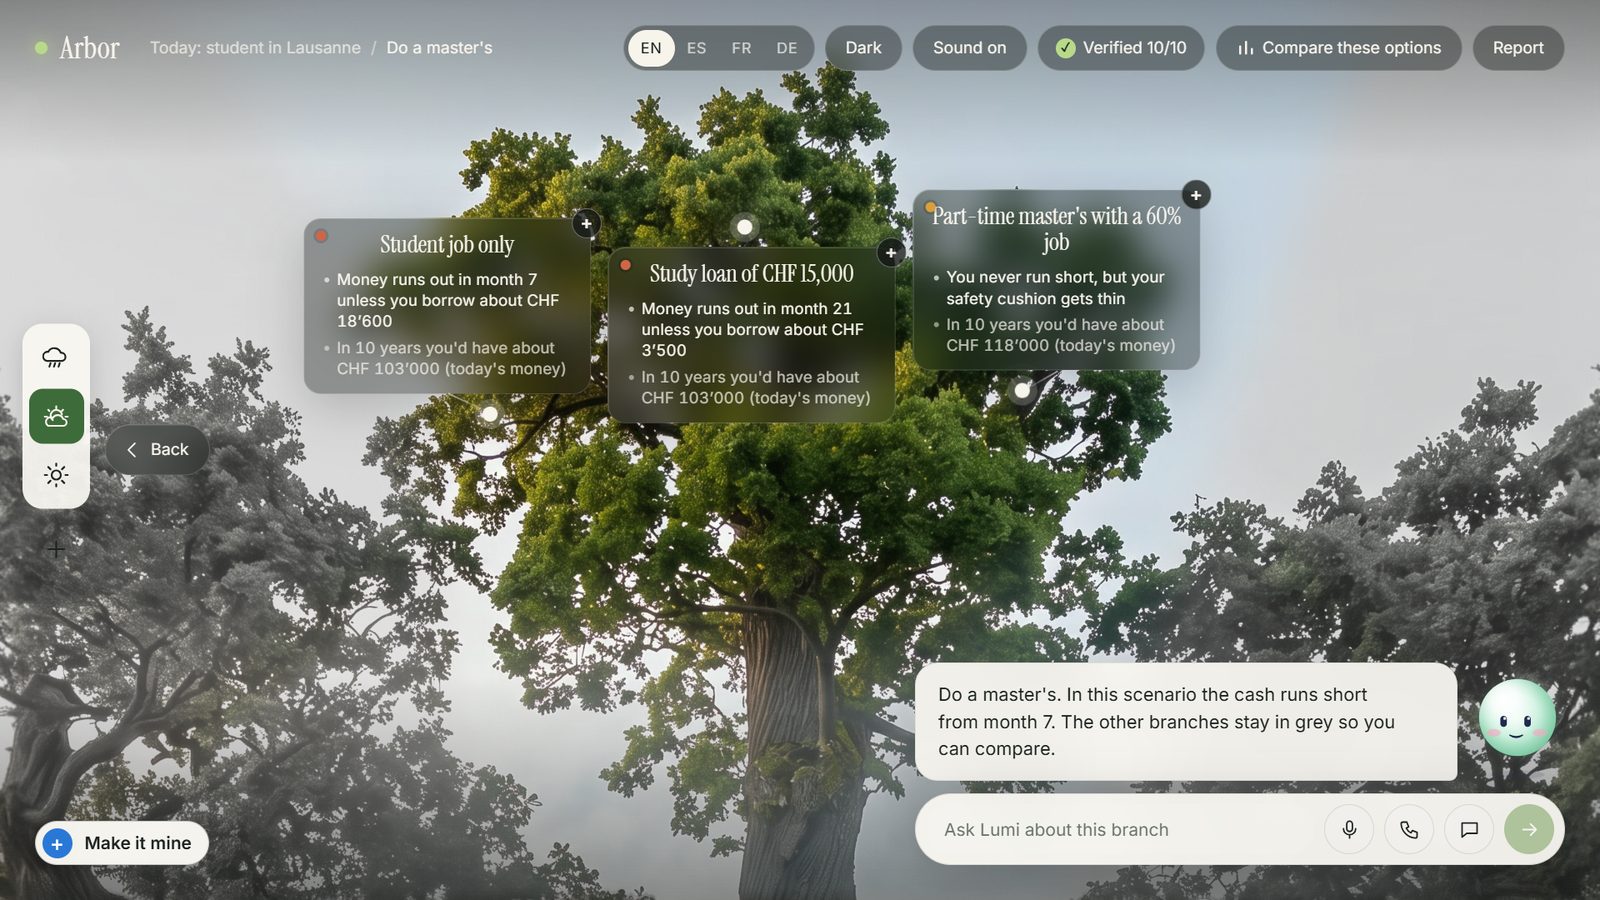 Arbor
Today: student in Lausanne / Do a master's
EN ES FR DE
Dark
Sound on
Verified 10/10
Compare these options
Report
Student job only
• Money runs out in month 7
unless you borrow about CHF
18’600
• In 10 years you'd have about
CHF 103’000 (today's money)
Study loan of CHF 15,000
• Money runs out in month 21
unless you borrow about CHF
3’500
• In 10 years you'd have about
CHF 103’000 (today's money)
Part-time master's with a 60%
job
• You never run short, but your
safety cushion gets thin
• In 10 years you'd have about
CHF 118’000 (today's money)
Back
Do a master's. In this scenario the cash runs short
from month 7. The other branches stay in grey so you
can compare.
Ask Lumi about this branch
Make it mine